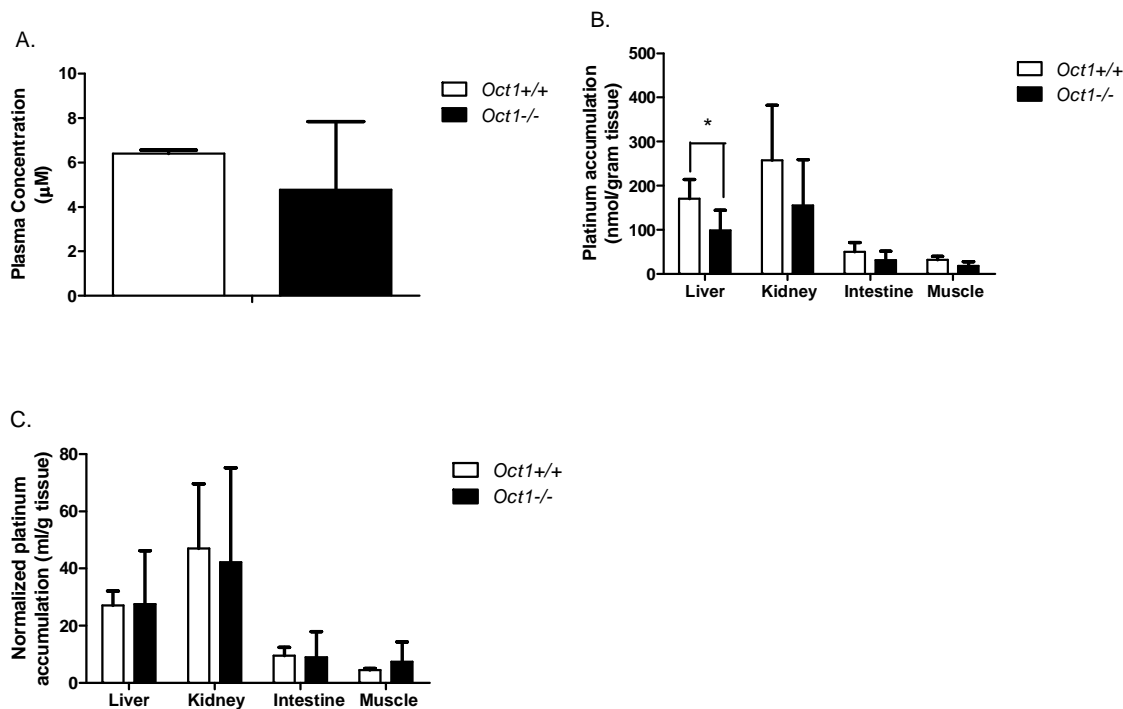 A.
Plasma Concentration
(µM)
10
8
6
4
2
0
Oct1+/+
Oct1-/-
B.
Platinum accumulation
(nmol/gram tissue)
500
400
300
200
100
0
*
Liver Kidney Intestine Muscle
Oct1+/+
Oct1-/-
C.
Normalized platinum
accumulation (ml/g tissue)
80
60
40
20
0
Liver Kidney Intestine Muscle
Oct1+/+
Oct1-/-